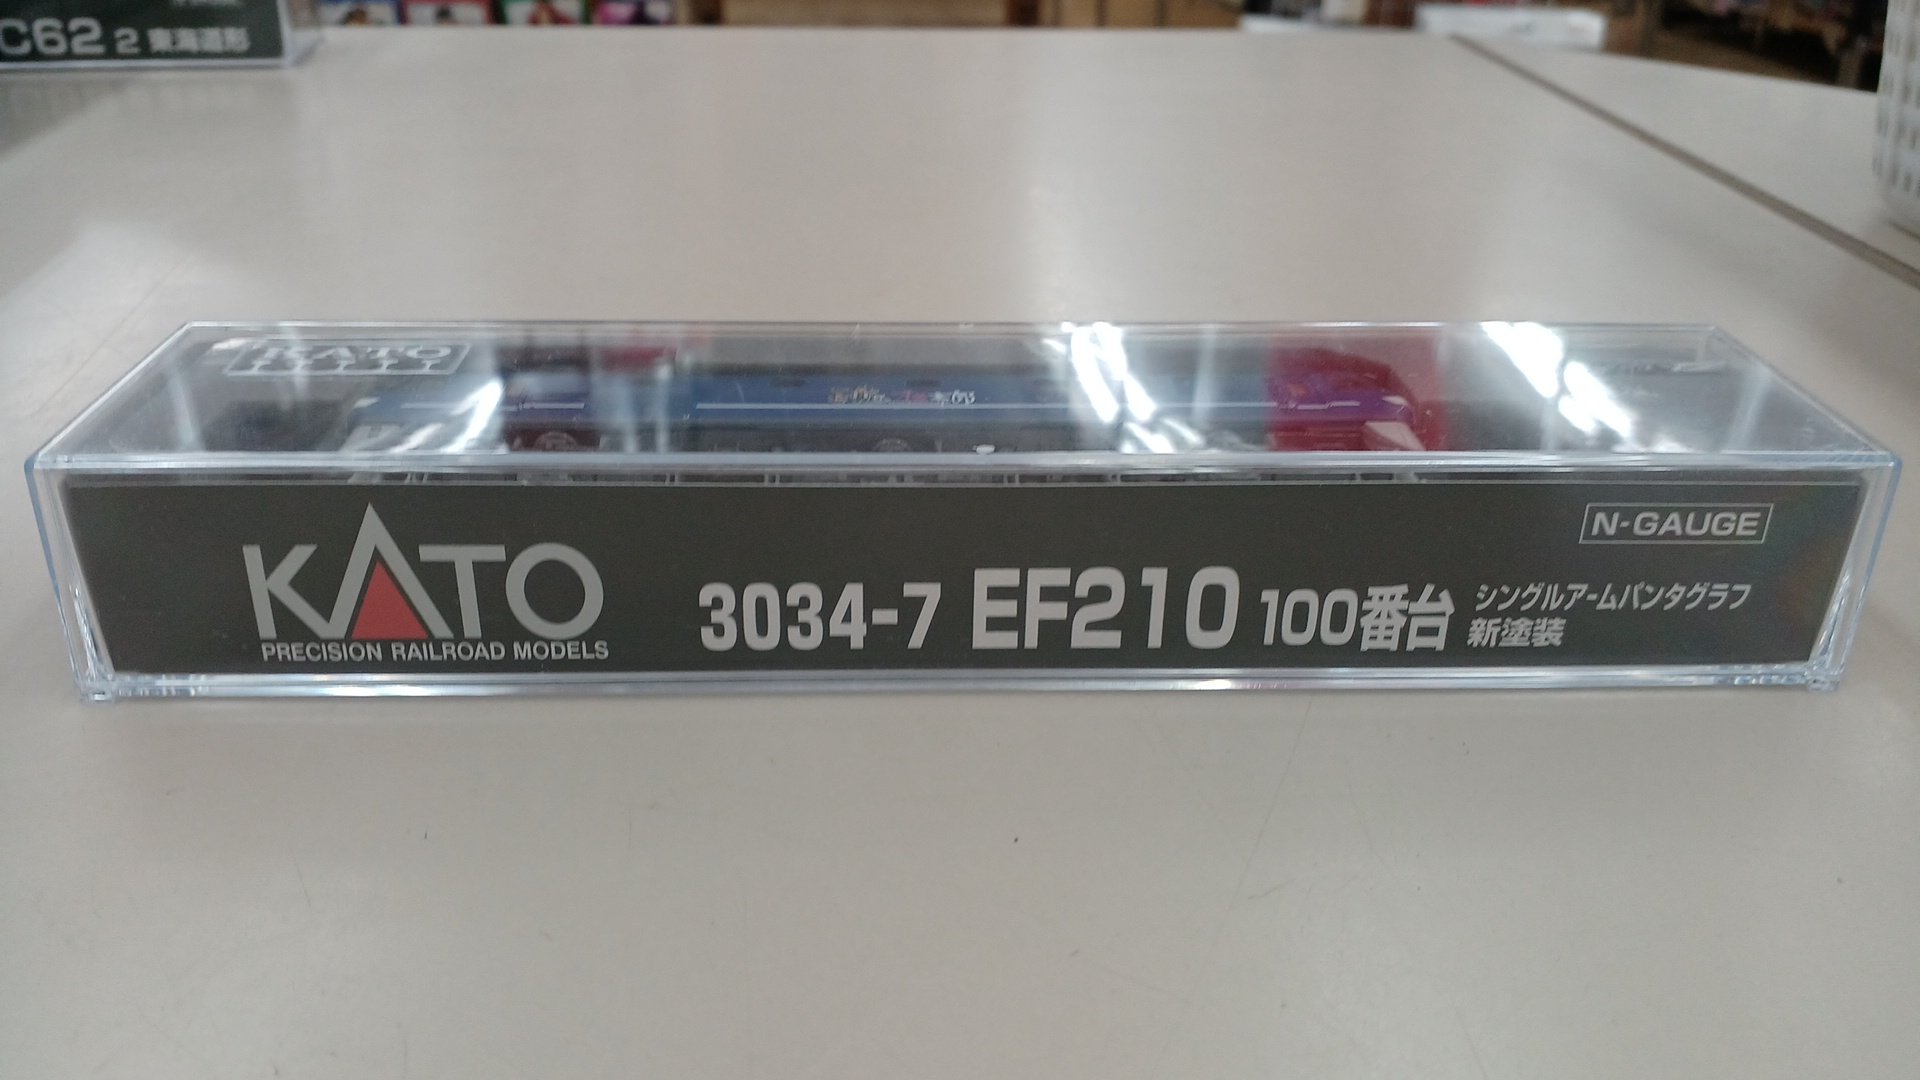 C62 2 東海道形
KATO
N-GAUGE
KATO
PRECISION RAILROAD MODELS
3034-7 EF210 100番台
シングルアームパンタグラフ
新塗装